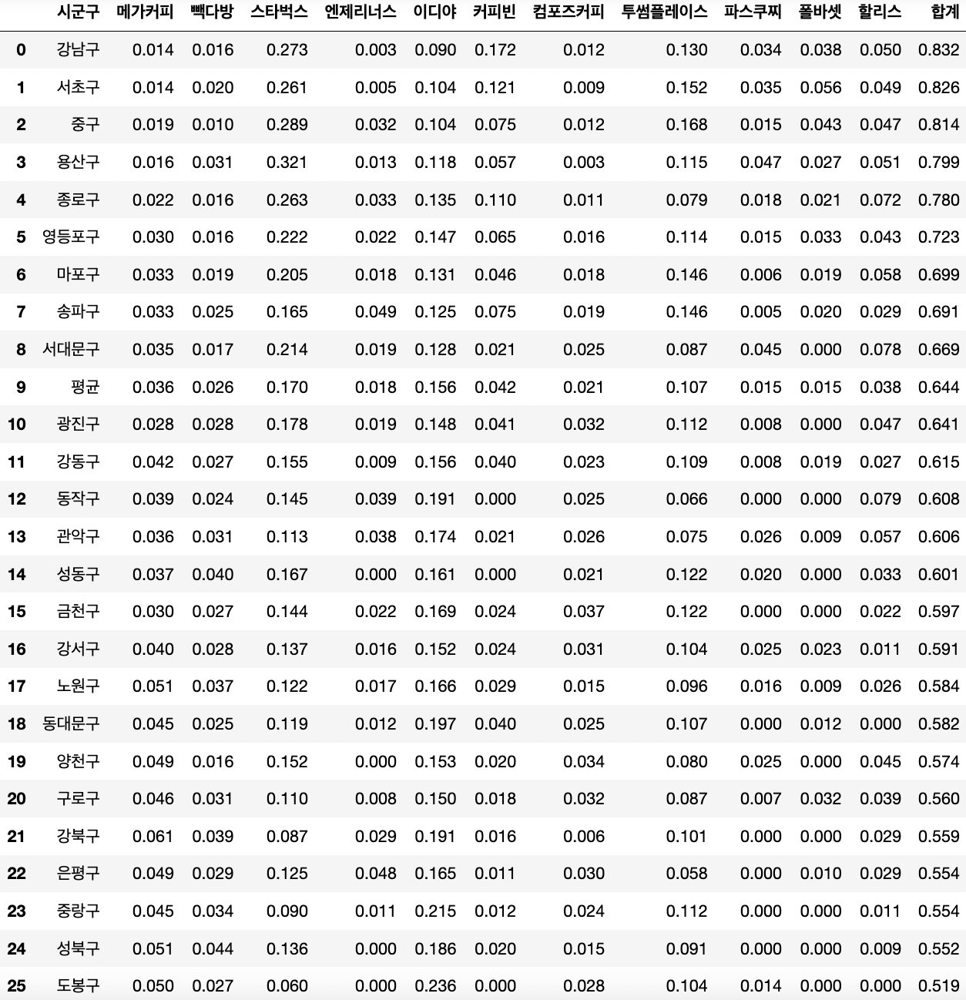 시군구 메가커피 빽다방 스타벅스 엔제리너스 이디야 커피빈 컴포즈커피 투썸플레이스 파스쿠찌 폴바셋 할리스 합계
0 강남구 0.014 0.016 0.273 0.003 0.090 0.172 0.012 0.130 0.034 0.038 0.050 0.832
1 서초구 0.014 0.020 0.261 0.005 0.104 0.121 0.009 0.152 0.035 0.056 0.049 0.826
2 중구 0.019 0.010 0.289 0.032 0.104 0.075 0.012 0.168 0.015 0.043 0.047 0.814
3 용산구 0.016 0.031 0.321 0.013 0.118 0.057 0.003 0.115 0.047 0.027 0.051 0.799
4 종로구 0.022 0.016 0.263 0.033 0.135 0.110 0.011 0.079 0.018 0.021 0.072 0.780
5 영등포구 0.030 0.016 0.222 0.022 0.147 0.065 0.016 0.114 0.015 0.033 0.043 0.723
6 마포구 0.033 0.019 0.205 0.018 0.131 0.046 0.018 0.146 0.006 0.019 0.058 0.699
7 송파구 0.033 0.025 0.165 0.049 0.125 0.075 0.019 0.146 0.005 0.020 0.029 0.691
8 서대문구 0.035 0.017 0.214 0.019 0.128 0.021 0.025 0.087 0.045 0.000 0.078 0.669
9 평균 0.036 0.026 0.170 0.018 0.156 0.042 0.021 0.107 0.015 0.015 0.038 0.644
10 광진구 0.028 0.028 0.178 0.019 0.148 0.041 0.032 0.112 0.008 0.000 0.047 0.641
11 강동구 0.042 0.027 0.155 0.009 0.156 0.040 0.023 0.109 0.008 0.019 0.027 0.615
12 동작구 0.039 0.024 0.145 0.039 0.191 0.000 0.025 0.066 0.000 0.000 0.079 0.608
13 관악구 0.036 0.031 0.113 0.038 0.174 0.021 0.026 0.075 0.026 0.009 0.057 0.606
14 성동구 0.037 0.040 0.167 0.000 0.161 0.000 0.021 0.122 0.020 0.000 0.033 0.601
15 금천구 0.030 0.027 0.144 0.022 0.169 0.024 0.037 0.122 0.000 0.000 0.022 0.597
16 강서구 0.040 0.028 0.137 0.016 0.152 0.024 0.031 0.104 0.025 0.023 0.011 0.591
17 노원구 0.051 0.037 0.122 0.017 0.166 0.029 0.015 0.096 0.016 0.009 0.026 0.584
18 동대문구 0.045 0.025 0.119 0.012 0.197 0.040 0.025 0.107 0.000 0.012 0.000 0.582
19 양천구 0.049 0.016 0.152 0.000 0.153 0.020 0.034 0.080 0.025 0.000 0.045 0.574
20 구로구 0.046 0.031 0.110 0.008 0.150 0.018 0.032 0.087 0.007 0.032 0.039 0.560
21 강북구 0.061 0.039 0.087 0.029 0.191 0.016 0.006 0.101 0.000 0.000 0.029 0.559
22 은평구 0.049 0.029 0.125 0.048 0.165 0.011 0.030 0.058 0.000 0.010 0.029 0.554
23 중랑구 0.045 0.034 0.090 0.011 0.215 0.012 0.024 0.112 0.000 0.000 0.011 0.554
24 성북구 0.051 0.044 0.136 0.000 0.186 0.020 0.015 0.091 0.000 0.000 0.009 0.552
25 도봉구 0.050 0.027 0.060 0.000 0.236 0.000 0.028 0.104 0.014 0.000 0.000 0.519